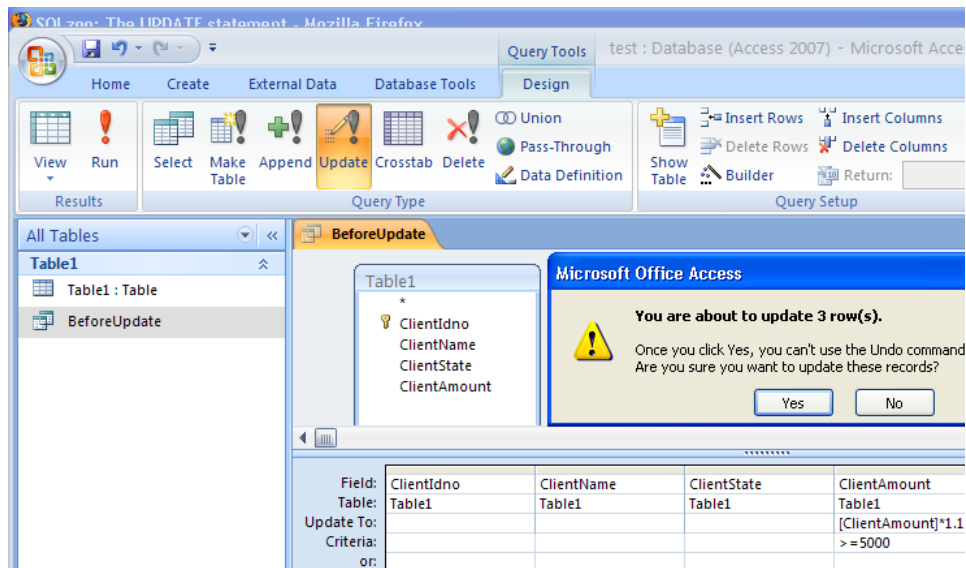 SQLzoo: The UPDATE statement - Mozilla Firefox
Query Tools test : Database (Access 2007) - Microsoft Acce
Home Create External Data Database Tools Design
View Run Select Make Table Append Update Crosstab Delete
Union
Pass-Through
Data Definition
Show Table
Insert Rows Insert Columns
Delete Rows Delete Columns
Builder Return:
Results Query Type Query Setup
All Tables
Table1
Table1 : Table
BeforeUpdate
BeforeUpdate
Table1
*
ClientIdno
ClientName
ClientState
ClientAmount
Microsoft Office Access
You are about to update 3 row(s).
Once you click Yes, you can't use the Undo command
Are you sure you want to update these records?
Yes No
Field: ClientIdno ClientName ClientState ClientAmount
Table: Table1 Table1 Table1 Table1
Update To: [ClientAmount]*1.1
Criteria: >=5000
or: